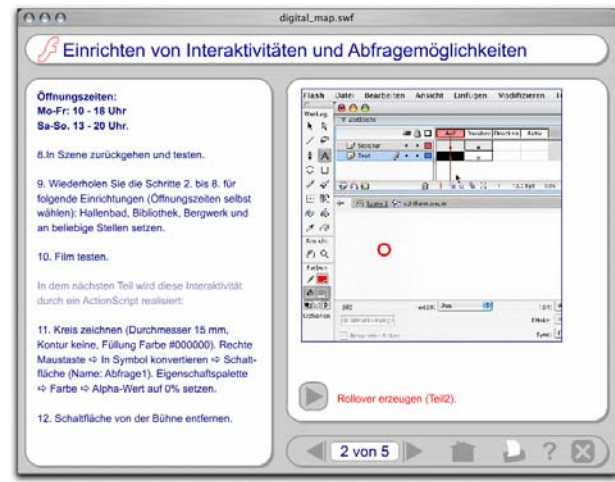 digital_map.swf
Einrichten von Interaktivitäten und Abfragemöglichkeiten
Öffnungszeiten:
Mo-Fr: 10 - 18 Uhr
Sa-So. 13 - 20 Uhr.
8.In Szene zurückgehen und testen.
9. Wiederholen Sie die Schritte 2. bis 8. für
folgende Einrichtungen (Öffnungszeiten selbst
wählen): Hallenbad, Bibliothek, Bergwerk und
an beliebige Stellen setzen.
10. Film testen.
In dem nächsten Teil wird diese Interaktivität
durch ein ActionScript realisiert:
11. Kreis zeichnen (Durchmesser 15 mm,
Kontur keine, Füllung Farbe #000000). Rechte
Maustaste ⇨ In Symbol konvertieren ⇨ Schalt-
fläche (Name: Abfrage1). Eigenschaftspalette
⇨ Farbe ⇨ Alpha-Wert auf 0% setzen.
12. Schaltfläche von der Bühne entfernen.
Flash Datei Bearbeiten Ansicht Einfügen Modifizieren
Zeitleiste
Auf
Text
Szene 1
Farben
Rollover erzeugen (Teil2).
2 von 5 ?